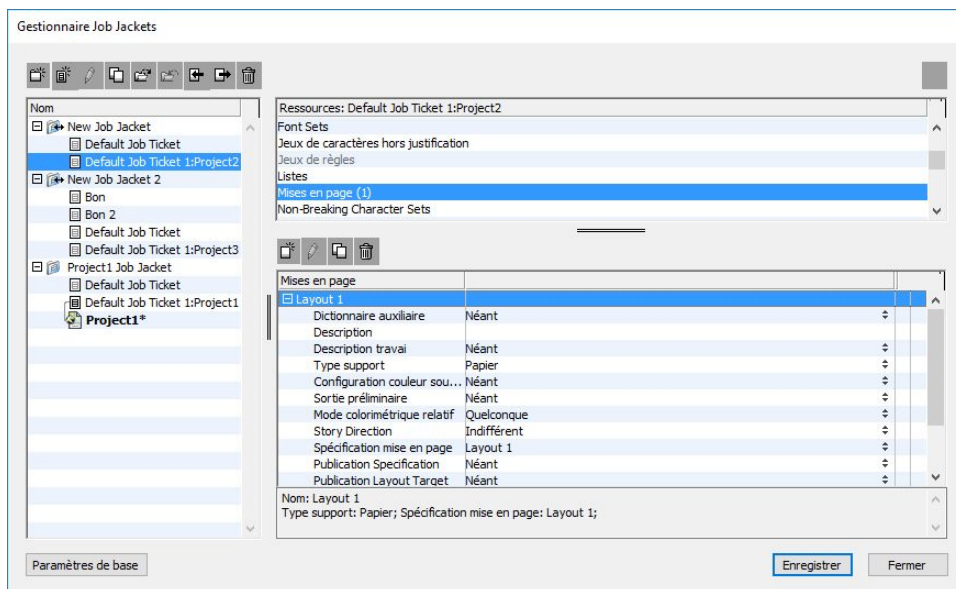 Gestionnaire Job Jackets
Nom
New Job Jacket
Default Job Ticket
Default Job Ticket 1:Project2
New Job Jacket 2
Bon
Bon 2
Default Job Ticket
Default Job Ticket 1:Project3
Project1 Job Jacket
Default Job Ticket
Default Job Ticket 1:Project1
Project1*
Ressources: Default Job Ticket 1:Project2
Font Sets
Jeux de caractères hors justification
Jeux de règles
Listes
Mises en page (1)
Non-Breaking Character Sets
Mises en page
Layout 1
Dictionnaire auxiliaire Néant
Description
Description travai Néant
Type support Papier
Configuration couleur sou... Néant
Sortie préliminaire Néant
Mode colorimétrique relatif Quelconque
Story Direction Indifférent
Spécification mise en page Layout 1
Publication Specification Néant
Publication Layout Target Néant
Nom: Layout 1
Type support: Papier; Spécification mise en page: Layout 1;
Paramètres de base
Enregistrer
Fermer